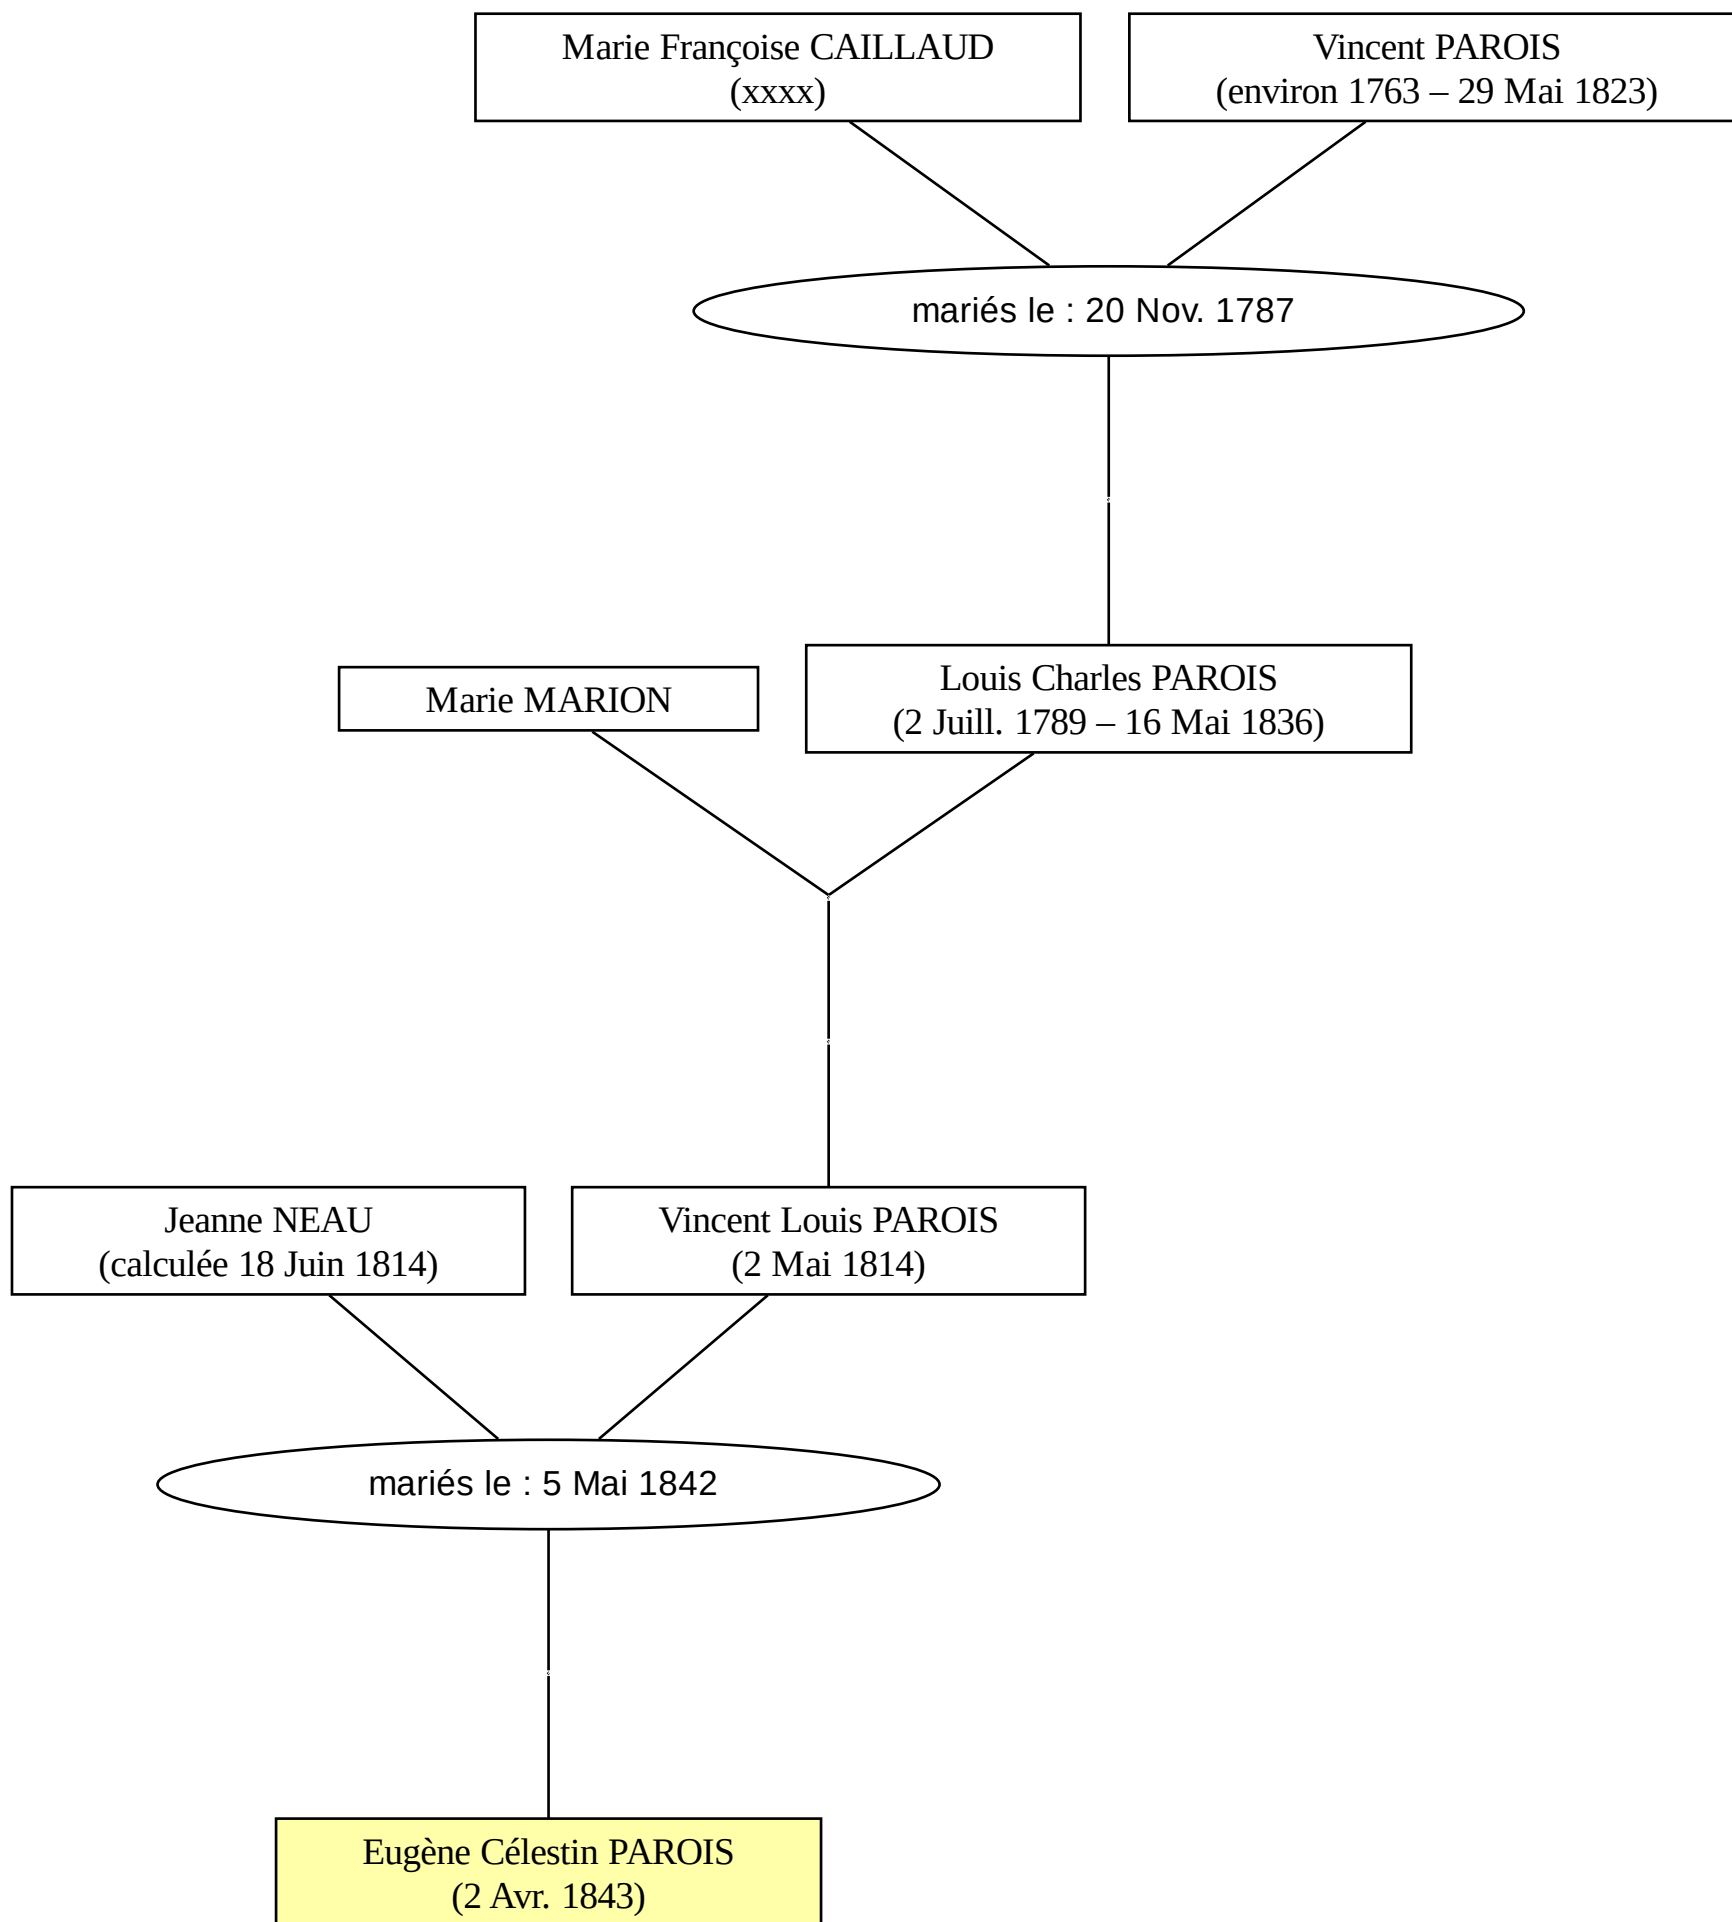 Marie Françoise CAILLAUD
(xxxx)
Vincent PAROIS
(environ 1763 – 29 Mai 1823)
mariés le : 20 Nov. 1787
Marie MARION
Louis Charles PAROIS
(2 Juill. 1789 – 16 Mai 1836)
Jeanne NEAU
(calculée 18 Juin 1814)
Vincent Louis PAROIS
(2 Mai 1814)
mariés le : 5 Mai 1842
Eugène Célestin PAROIS
(2 Avr. 1843)